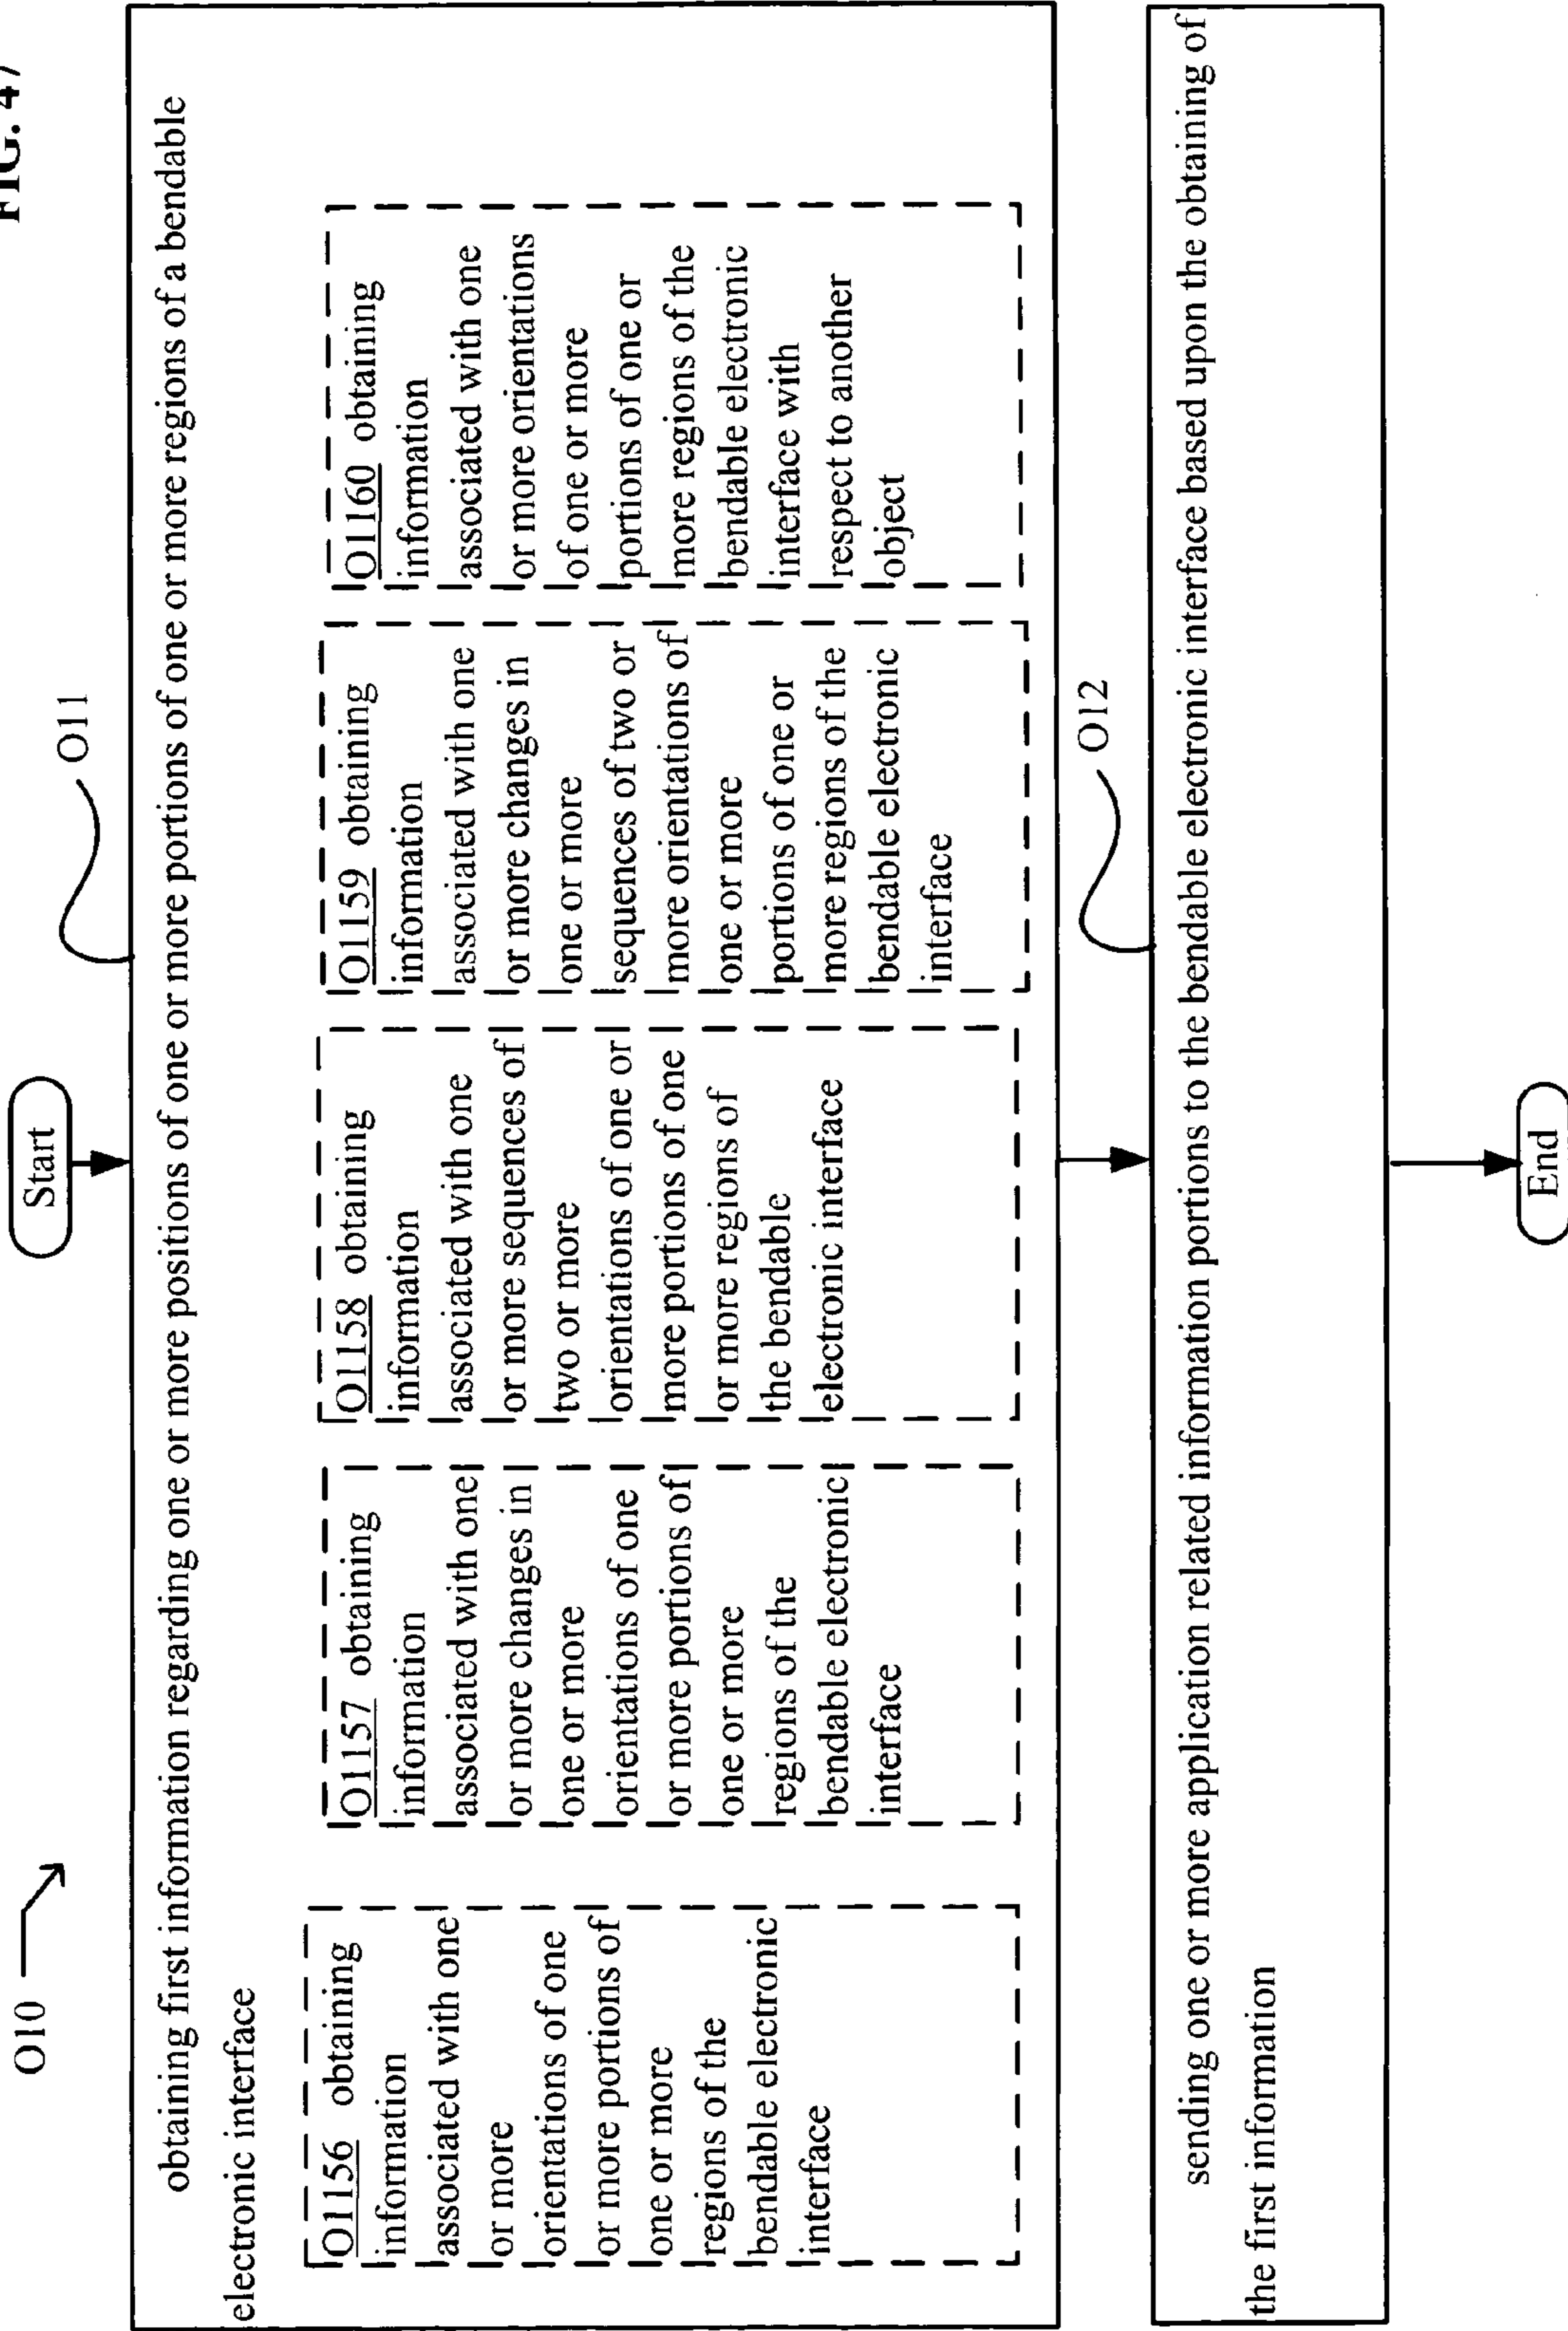 FIG. 47
O10
Start
O11
obtaining first information regarding one or more positions of one or more portions of one or more regions of a bendable
electronic interface
O1156 obtaining
information
associated with one
or more
orientations of one
or more portions of
one or more
regions of the
bendable electronic
interface
O1157 obtaining
information
associated with one
or more changes in
one or more
orientations of one
or more portions of
one or more
regions of the
bendable electronic
interface
O1158 obtaining
information
associated with one
or more sequences of
two or more
orientations of one or
more portions of one
or more regions of
the bendable
electronic interface
O1159 obtaining
information
associated with one
or more changes in
one or more
sequences of two or
more orientations of
one or more
portions of one or
more regions of the
bendable electronic
interface
O1160 obtaining
information
associated with one
or more orientations
of one or more
portions of one or
more regions of the
bendable electronic
interface with
respect to another
object
O12
sending one or more application related information portions to the bendable electronic interface based upon the obtaining of
the first information
End